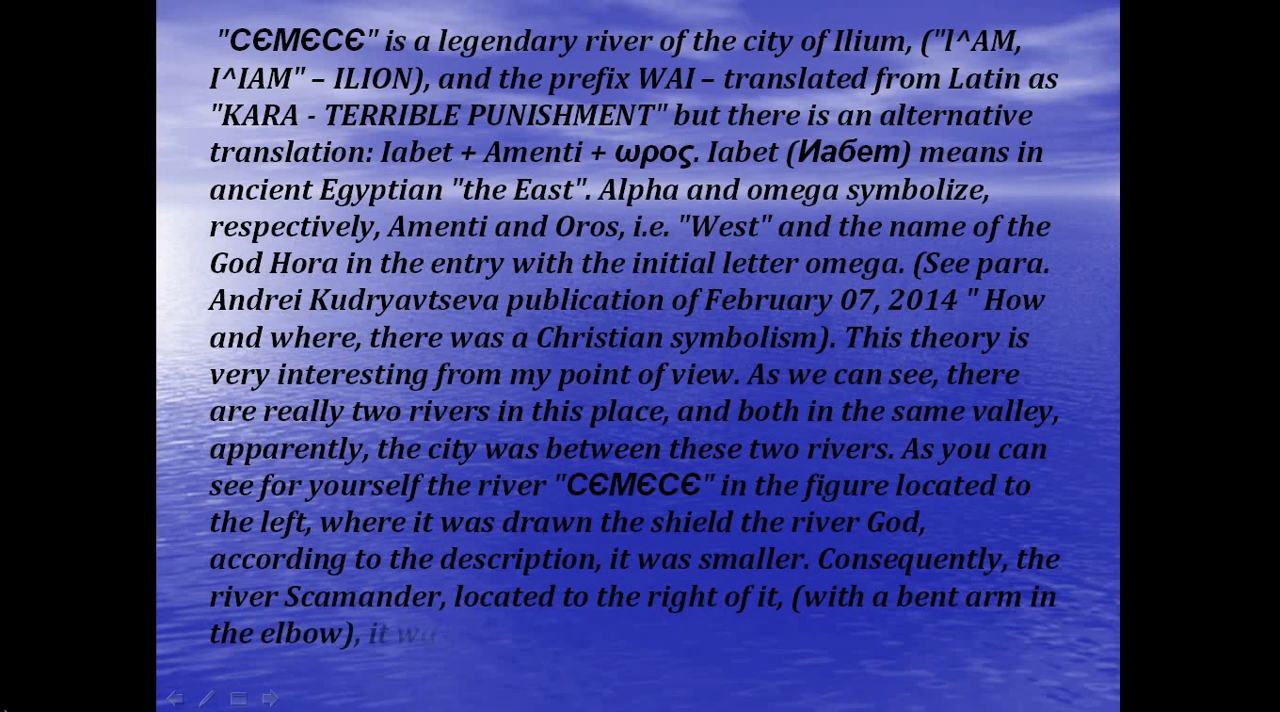 "СЄМЄСЄ" is a legendary river of the city of Ilium, ("l^AM,
I^IAM" – ILION), and the prefix WAI – translated from Latin as
"KARA - TERRIBLE PUNISHMENT" but there is an alternative
translation: Iabet + Amenti + ωρος. Iabet (Иабет) means in
ancient Egyptian "the East". Alpha and omega symbolize,
respectively, Amenti and Oros, i.e. "West" and the name of the
God Hora in the entry with the initial letter omega. (See para.
Andrei Kudryavtseva publication of February 07, 2014 " How
and where, there was a Christian symbolism). This theory is
very interesting from my point of view. As we can see, there
are really two rivers in this place, and both in the same valley,
apparently, the city was between these two rivers. As you can
see for yourself the river "СЄМЄСЄ" in the figure located to
the left, where it was drawn the shield the river God,
according to the description, it was smaller. Consequently, the
river Scamander, located to the right of it, (with a bent arm in
the elbow), it